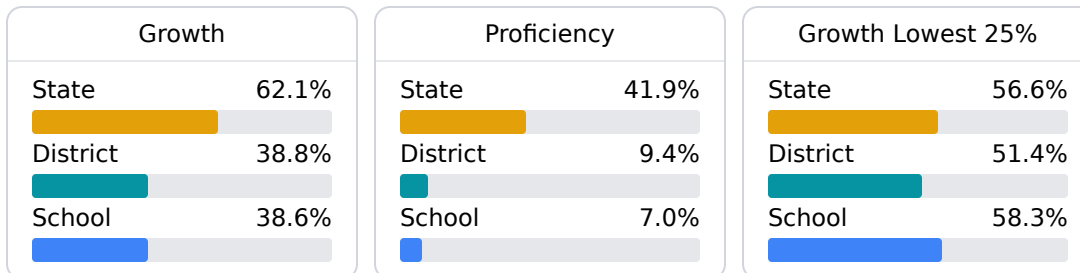 Growth
State 62.1%
District 38.8%
School 38.6%
Proficiency
State 41.9%
District 9.4%
School 7.0%
Growth Lowest 25%
State 56.6%
District 51.4%
School 58.3%